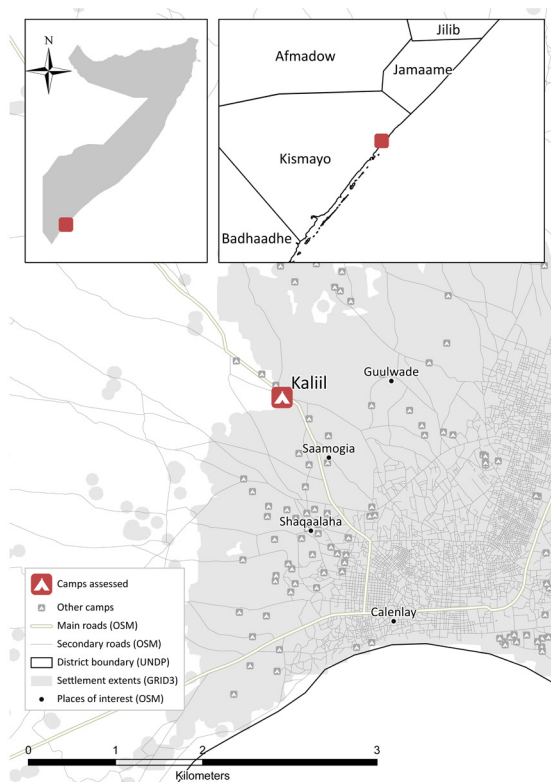 N
Jilib
Afmadow
Jamaame
Kismayo
Badhaadhe
Kaliil
Guulwade
Saamogia
Shaqaalaha
Calenlay
Camps assessed
Other camps
Main roads (OSM)
Secondary roads (OSM)
District boundary (UNDP)
Settlement extents (GRID3)
Places of interest (OSM)
0 1 2 3
Kilometers